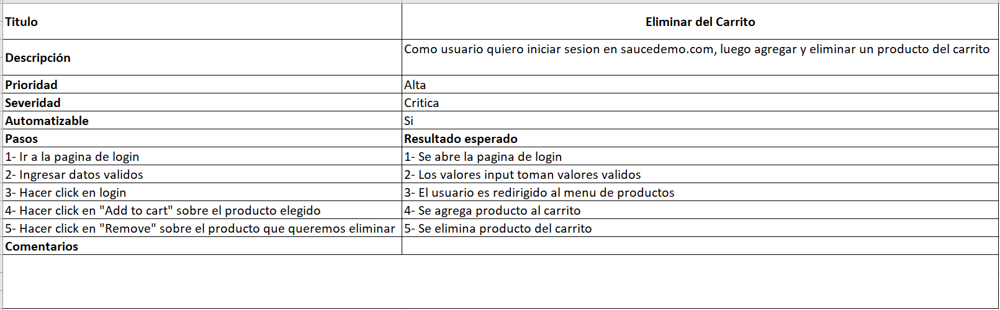 Titulo
Eliminar del Carrito
Descripción
Como usuario quiero iniciar sesion en saucedemo.com, luego agregar y eliminar un producto del carrito
Prioridad
Alta
Severidad
Critica
Automatizable
Si
Pasos
Resultado esperado
1- Ir a la pagina de login
1- Se abre la pagina de login
2- Ingresar datos validos
2- Los valores input toman valores validos
3- Hacer click en login
3- El usuario es redirigido al menu de productos
4- Hacer click en "Add to cart" sobre el producto elegido
4- Se agrega producto al carrito
5- Hacer click en "Remove" sobre el producto que queremos eliminar
5- Se elimina producto del carrito
Comentarios